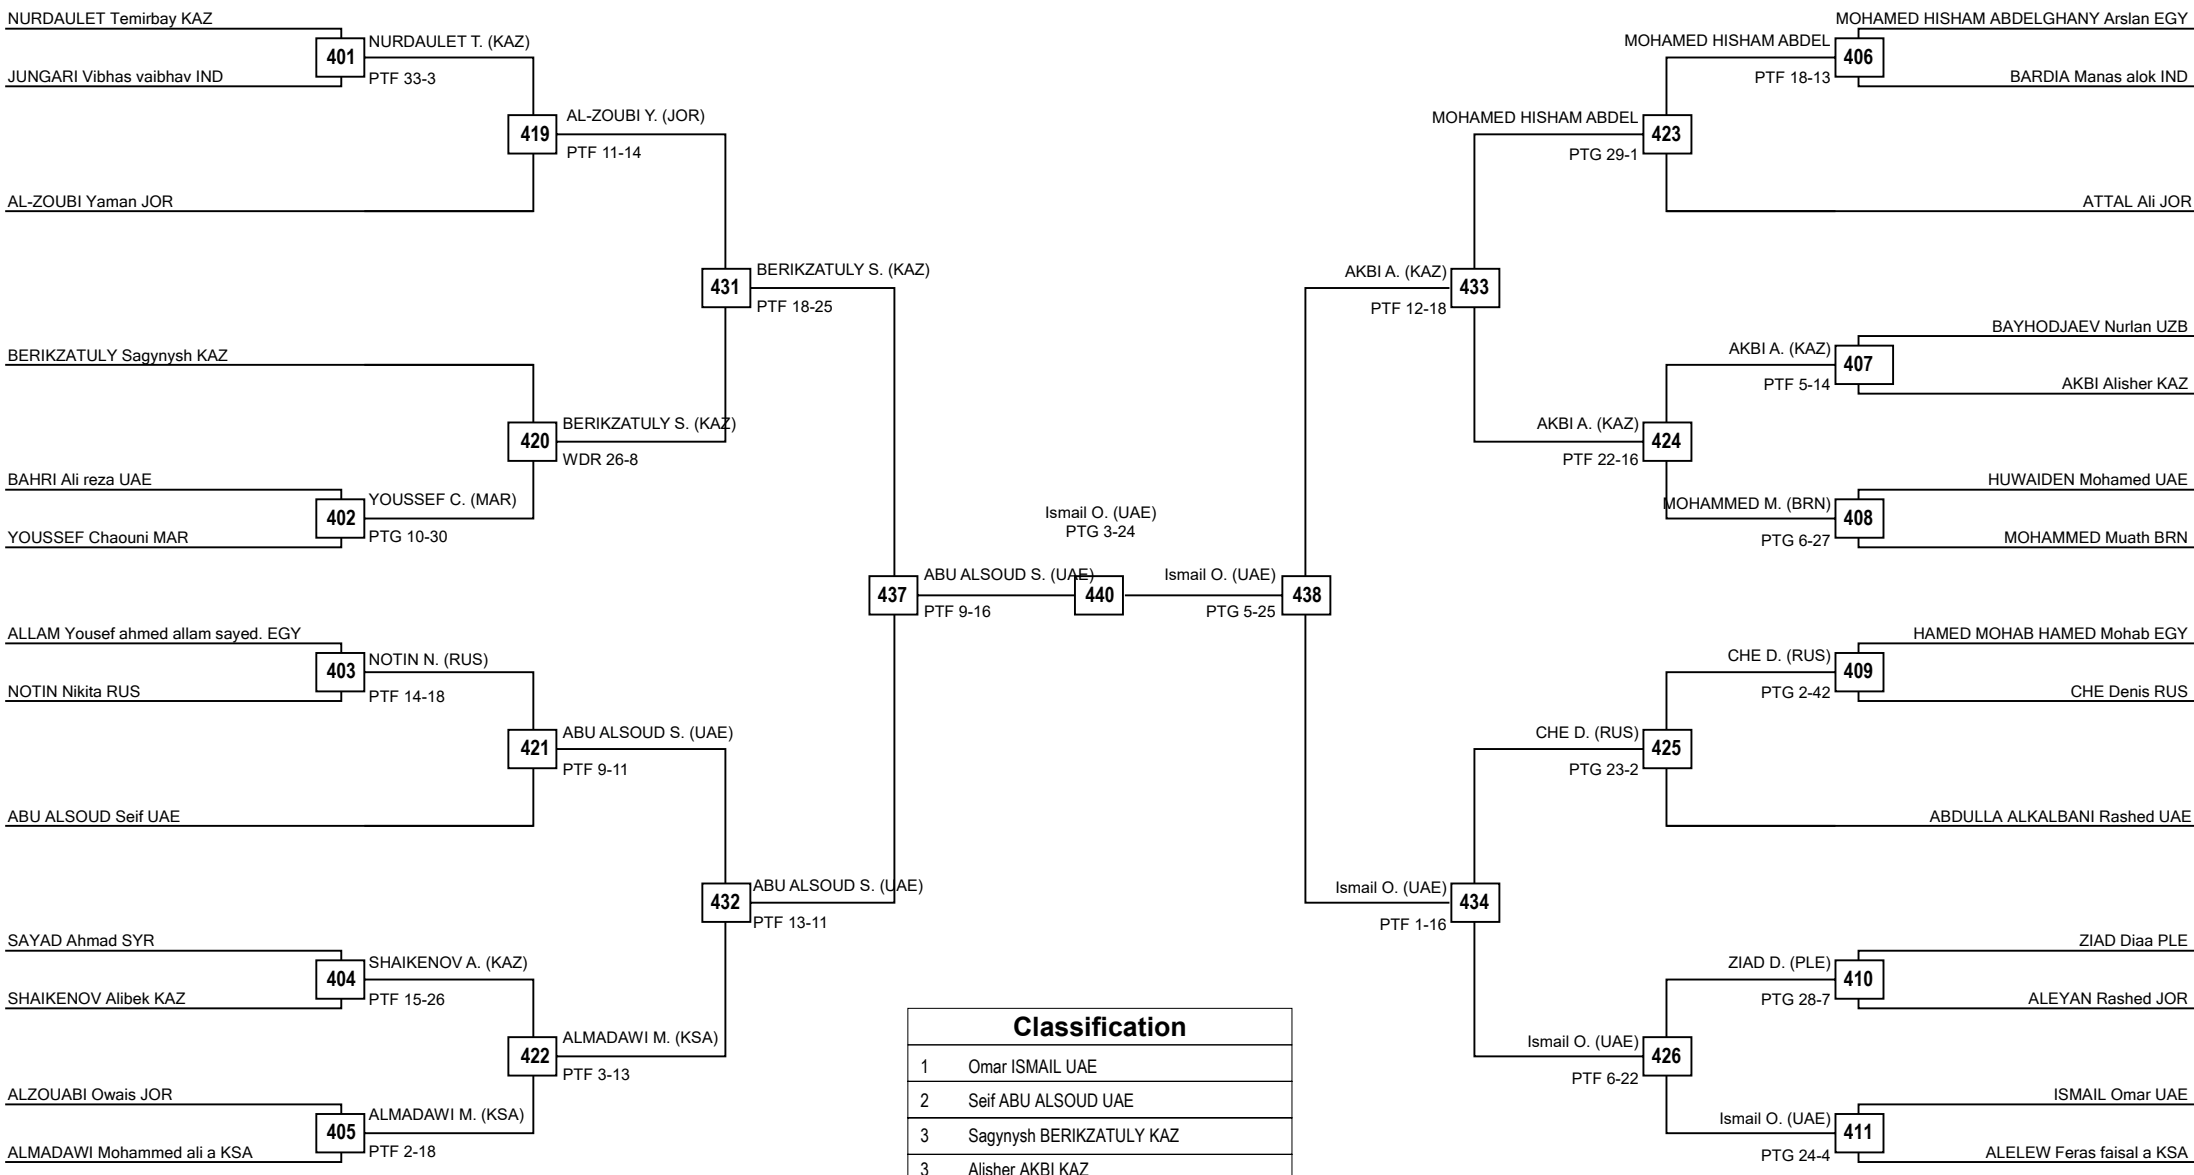 NURDAULET Temirbay KAZ
401
NURDAULET T. (KAZ)
JUNGARI Vibhas vaibhav IND
PTF 33-3
419
AL-ZOUBI Y. (JOR)
PTF 11-14
AL-ZOUBI Yaman JOR
431
BERIKZATULY S. (KAZ)
PTF 18-25
BERIKZATULY Sagynysh KAZ
420
BERIKZATULY S. (KAZ)
WDR 26-8
BAHRI Ali reza UAE
402
YOUSSEF C. (MAR)
YOUSSEF Chaouni MAR
PTG 10-30
437
ABU ALSOUD S. (UAE)
PTF 9-16
ALLAM Yousef ahmed allam sayed. EGY
403
NOTIN N. (RUS)
NOTIN Nikita RUS
PTF 14-18
421
ABU ALSOUD S. (UAE)
PTF 9-11
ABU ALSOUD Seif UAE
432
ABU ALSOUD S. (UAE)
PTF 13-11
SAYAD Ahmad SYR
404
SHAIKENOV A. (KAZ)
SHAIKENOV Alibek KAZ
PTF 15-26
422
ALMADAWI M. (KSA)
PTF 3-13
ALZOUABI Owais JOR
405
ALMADAWI M. (KSA)
ALMADAWI Mohammed ali a KSA
PTF 2-18
Ismail O. (UAE)
PTG 3-24
440
Ismail O. (UAE)
PTG 5-25
438
MOHAMED HISHAM ABDELGHANY Arslan EGY
MOHAMED HISHAM ABDEL
406
PTF 18-13
BARDIA Manas alok IND
MOHAMED HISHAM ABDEL
423
PTG 29-1
ATTAL Ali JOR
AKBI A. (KAZ)
433
PTF 12-18
BAYHODJAEV Nurlan UZB
AKBI A. (KAZ)
407
PTF 5-14
AKBI Alisher KAZ
AKBI A. (KAZ)
424
PTF 22-16
HUWAIDEN Mohamed UAE
MOHAMMED M. (BRN)
408
PTG 6-27
MOHAMMED Muath BRN
HAMED MOHAB HAMED Mohab EGY
CHE D. (RUS)
409
PTG 2-42
CHE Denis RUS
CHE D. (RUS)
425
PTG 23-2
ABDULLA ALKALBANI Rashed UAE
Ismail O. (UAE)
434
PTF 1-16
ZIAD Diaa PLE
ZIAD D. (PLE)
410
PTG 28-7
ALEYAN Rashed JOR
Ismail O. (UAE)
426
PTF 6-22
ISMAIL Omar UAE
Ismail O. (UAE)
411
PTG 24-4
ALELEW Feras faisal a KSA
Classification
1 Omar ISMAIL UAE
2 Seif ABU ALSOUD UAE
3 Sagynysh BERIKZATULY KAZ
3 Alisher AKBI KAZ